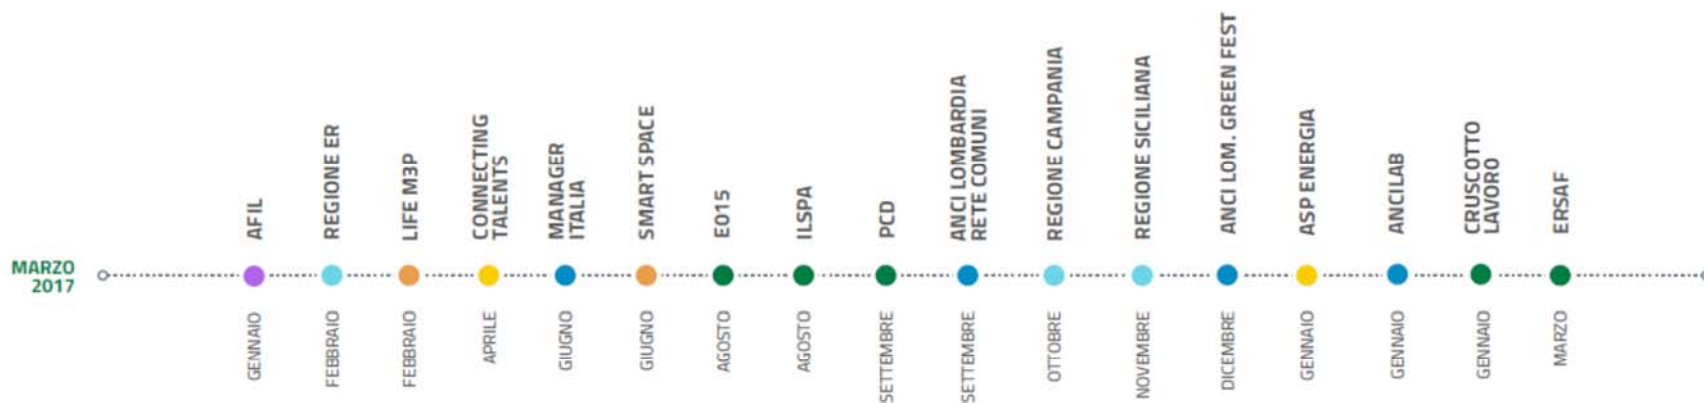 MARZO
2017
AFIL
REGIONE ER
LIFE M3P
CONNECTING
TALENTS
MANAGER
ITALIA
SMART SPACE
E015
ILSPA
PCD
ANCI LOMBARDIA
RETE COMUNI
REGIONE CAMPANIA
REGIONE SICILIANA
ANCI LOM. GREEN FEST
ASP ENERGIA
ANCILAB
CRUSCOTTO
LAVORO
ERSAF
GENNAIO
FEBBRAIO
FEBBRAIO
APRILE
GIUGNO
GIUGNO
AGOSTO
AGOSTO
SETTEMBRE
SETTEMBRE
OTTOBRE
NOVEMBRE
DICEMBRE
GENNAIO
GENNAIO
GENNAIO
MARZO